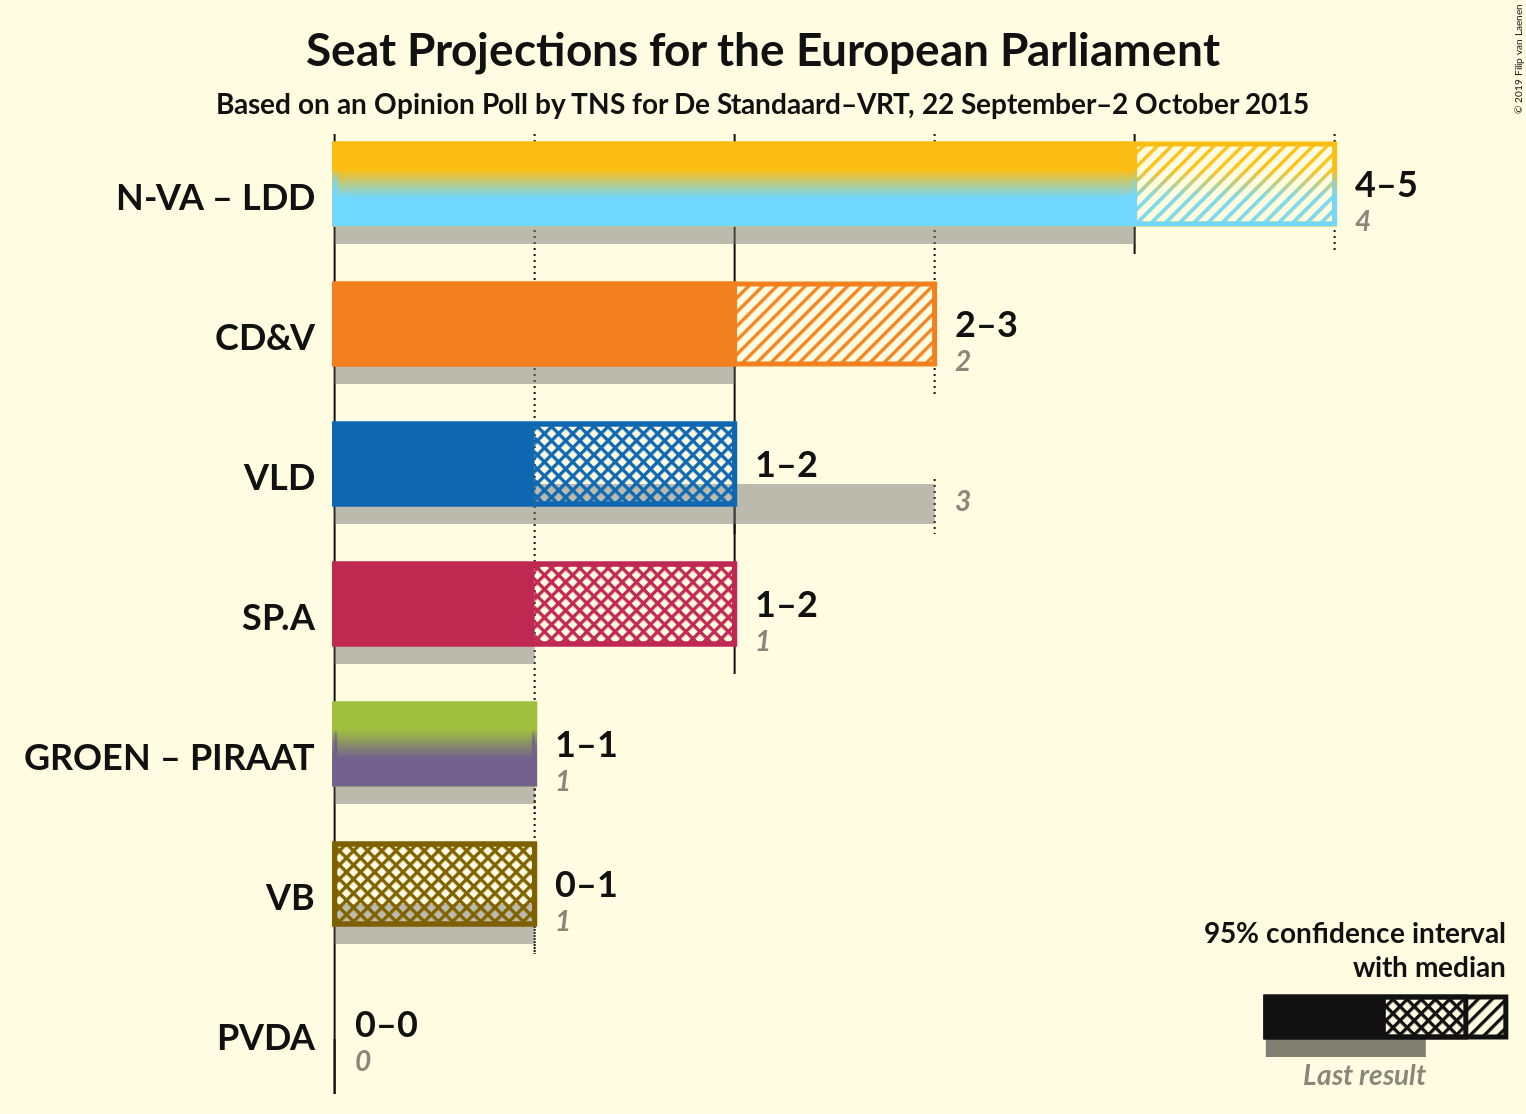 Seat Projections for the European Parliament
Based on an Opinion Poll by TNS for De Standaard–VRT, 22 September–2 October 2015
© 2019 Filip van Laenen
N-VA – LDD
4–5
4
CD&V
2–3
2
VLD
1–2
3
SP.A
1–2
1
GROEN – PIRAAT
1–1
1
VB
0–1
1
PVDA
0–0
0
95% confidence interval
with median
Last result